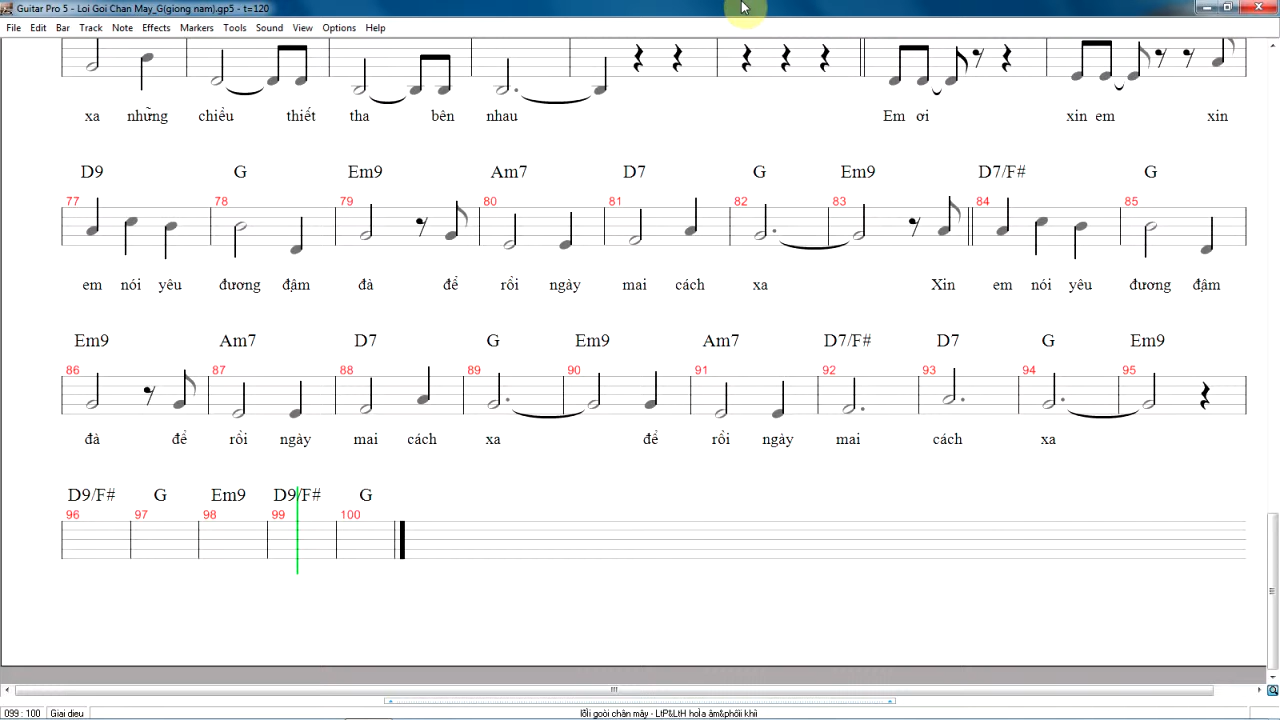 Guitar Pro 5 - Loi Goi Chan May_G(giong nam).gp5 - t=120
File Edit Bar Track Note Effects Markers Tools Sound View Options Help
xa những chiều thiết tha bên nhau Em ơi xin em xin
D9 G Em9 Am7 D7 G Em9 D7/F# G
77 78 79 80 81 82 83 84 85
em nói yêu đương đậm đà để rồi ngày mai cách xa Xin em nói yêu đương đậm
Em9 Am7 D7 G Em9 Am7 D7/F# D7 G Em9
86 87 88 89 90 91 92 93 94 95
đà để rồi ngày mai cách xa để rồi ngày mai cách xa
D9/F# G Em9 D9/F# G
96 97 98 99 100
099 : 100 Giai dieu